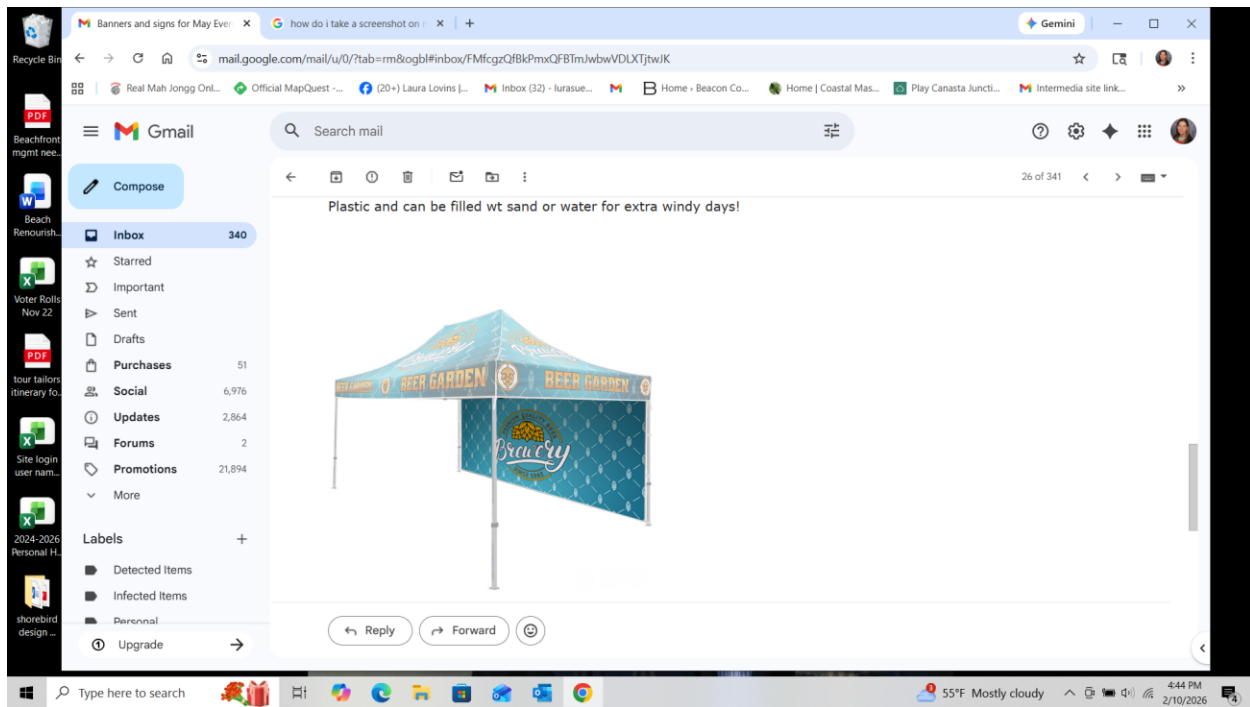 Recycle Bin
Beachfront
mgmt nee...
Beach
Renourish...
Voter Rolls
Nov 22
tour tailors
itinerary fo...
Site login
user nam...
2024-2026
Personal H...
shorebird
design ...
Banners and signs for May Even
how do i take a screenshot on
Gemini
mail.google.com/mail/u/0/?tab=rm&ogbl#inbox/FMfcgzQfBkPmxQFBTmJwbwVDLXTjtwJK
Real Mah Jongg Onl...
Official MapQuest -...
(20+) Laura Lovins |...
Inbox (32) - lurasue...
Home › Beacon Co...
Home | Coastal Mas...
Play Canasta Juncti...
Intermedia site link...
Gmail
Search mail
Compose
26 of 341
Inbox 340
Starred
Important
Sent
Drafts
Purchases 51
Social 6,976
Updates 2,864
Forums 2
Promotions 21,894
More
Labels
Detected Items
Infected Items
Personal
Upgrade
Plastic and can be filled wt sand or water for extra windy days!
Brewery
BEER GARDEN
BEER GARDEN
BEER GARDEN
Brewery
Reply
Forward
Type here to search
55°F Mostly cloudy
4:44 PM
2/10/2026